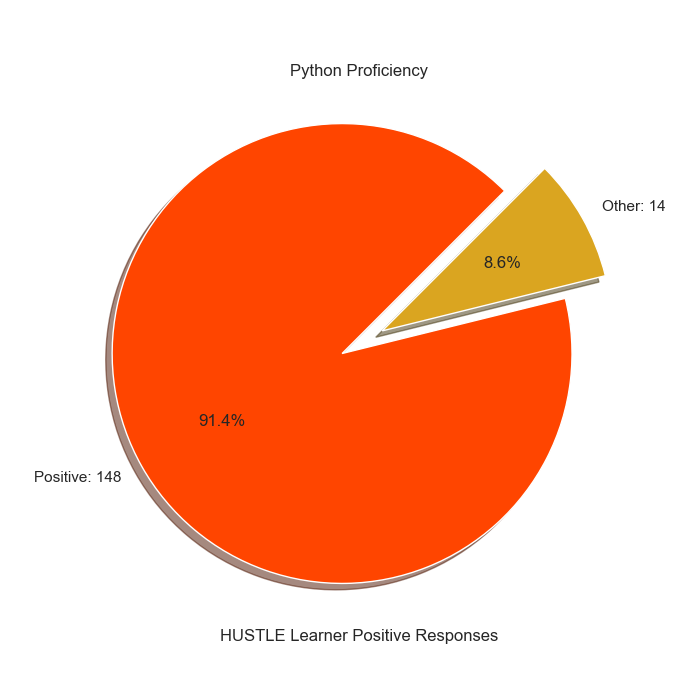 Python Proficiency
Other: 14
8.6%
91.4%
Positive: 148
HUSTLE Learner Positive Responses